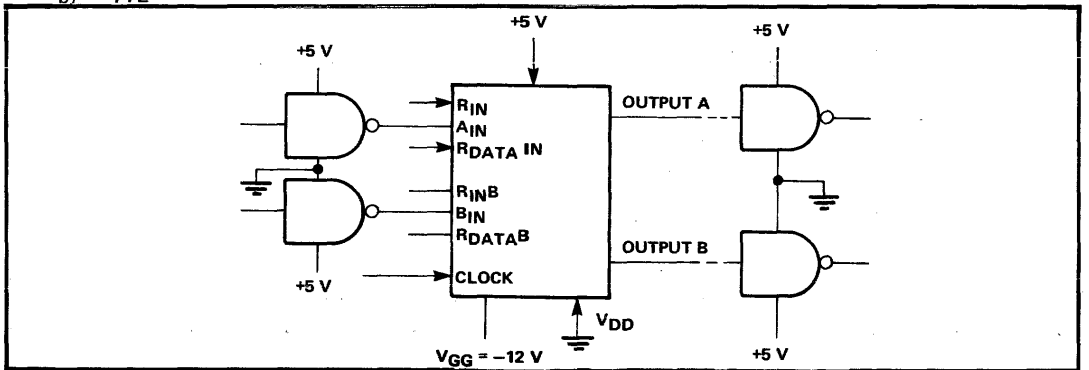 +5 V
+5 V
+5 V
RIN
AIN
RDATA IN
RINB
BIN
RDATAB
CLOCK
OUTPUT A
OUTPUT B
+5 V
VDD
VGG = −12 V
+5 V